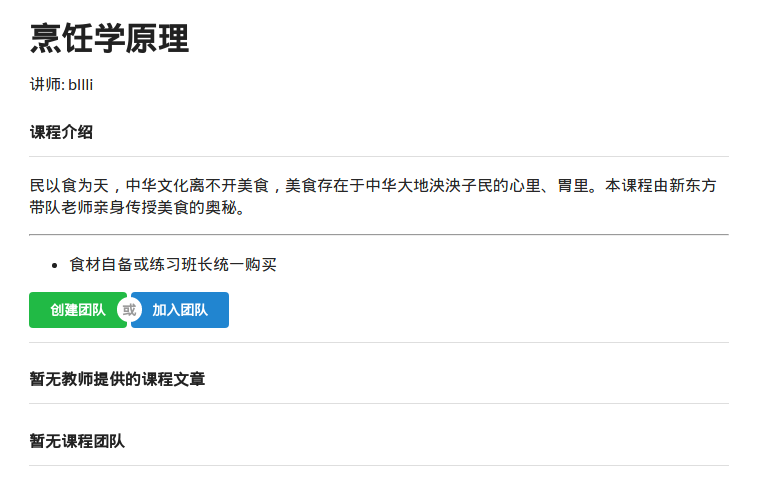 烹饪学原理
讲师: bllli
课程介绍
民以食为天，中华文化离不开美食，美食存在于中华大地泱泱子民的心里、胃里。本课程由新东方
带队老师亲身传授美食的奥秘。
食材自备或练习班长统一购买
创建团队 或 加入团队
暂无教师提供的课程文章
暂无课程团队